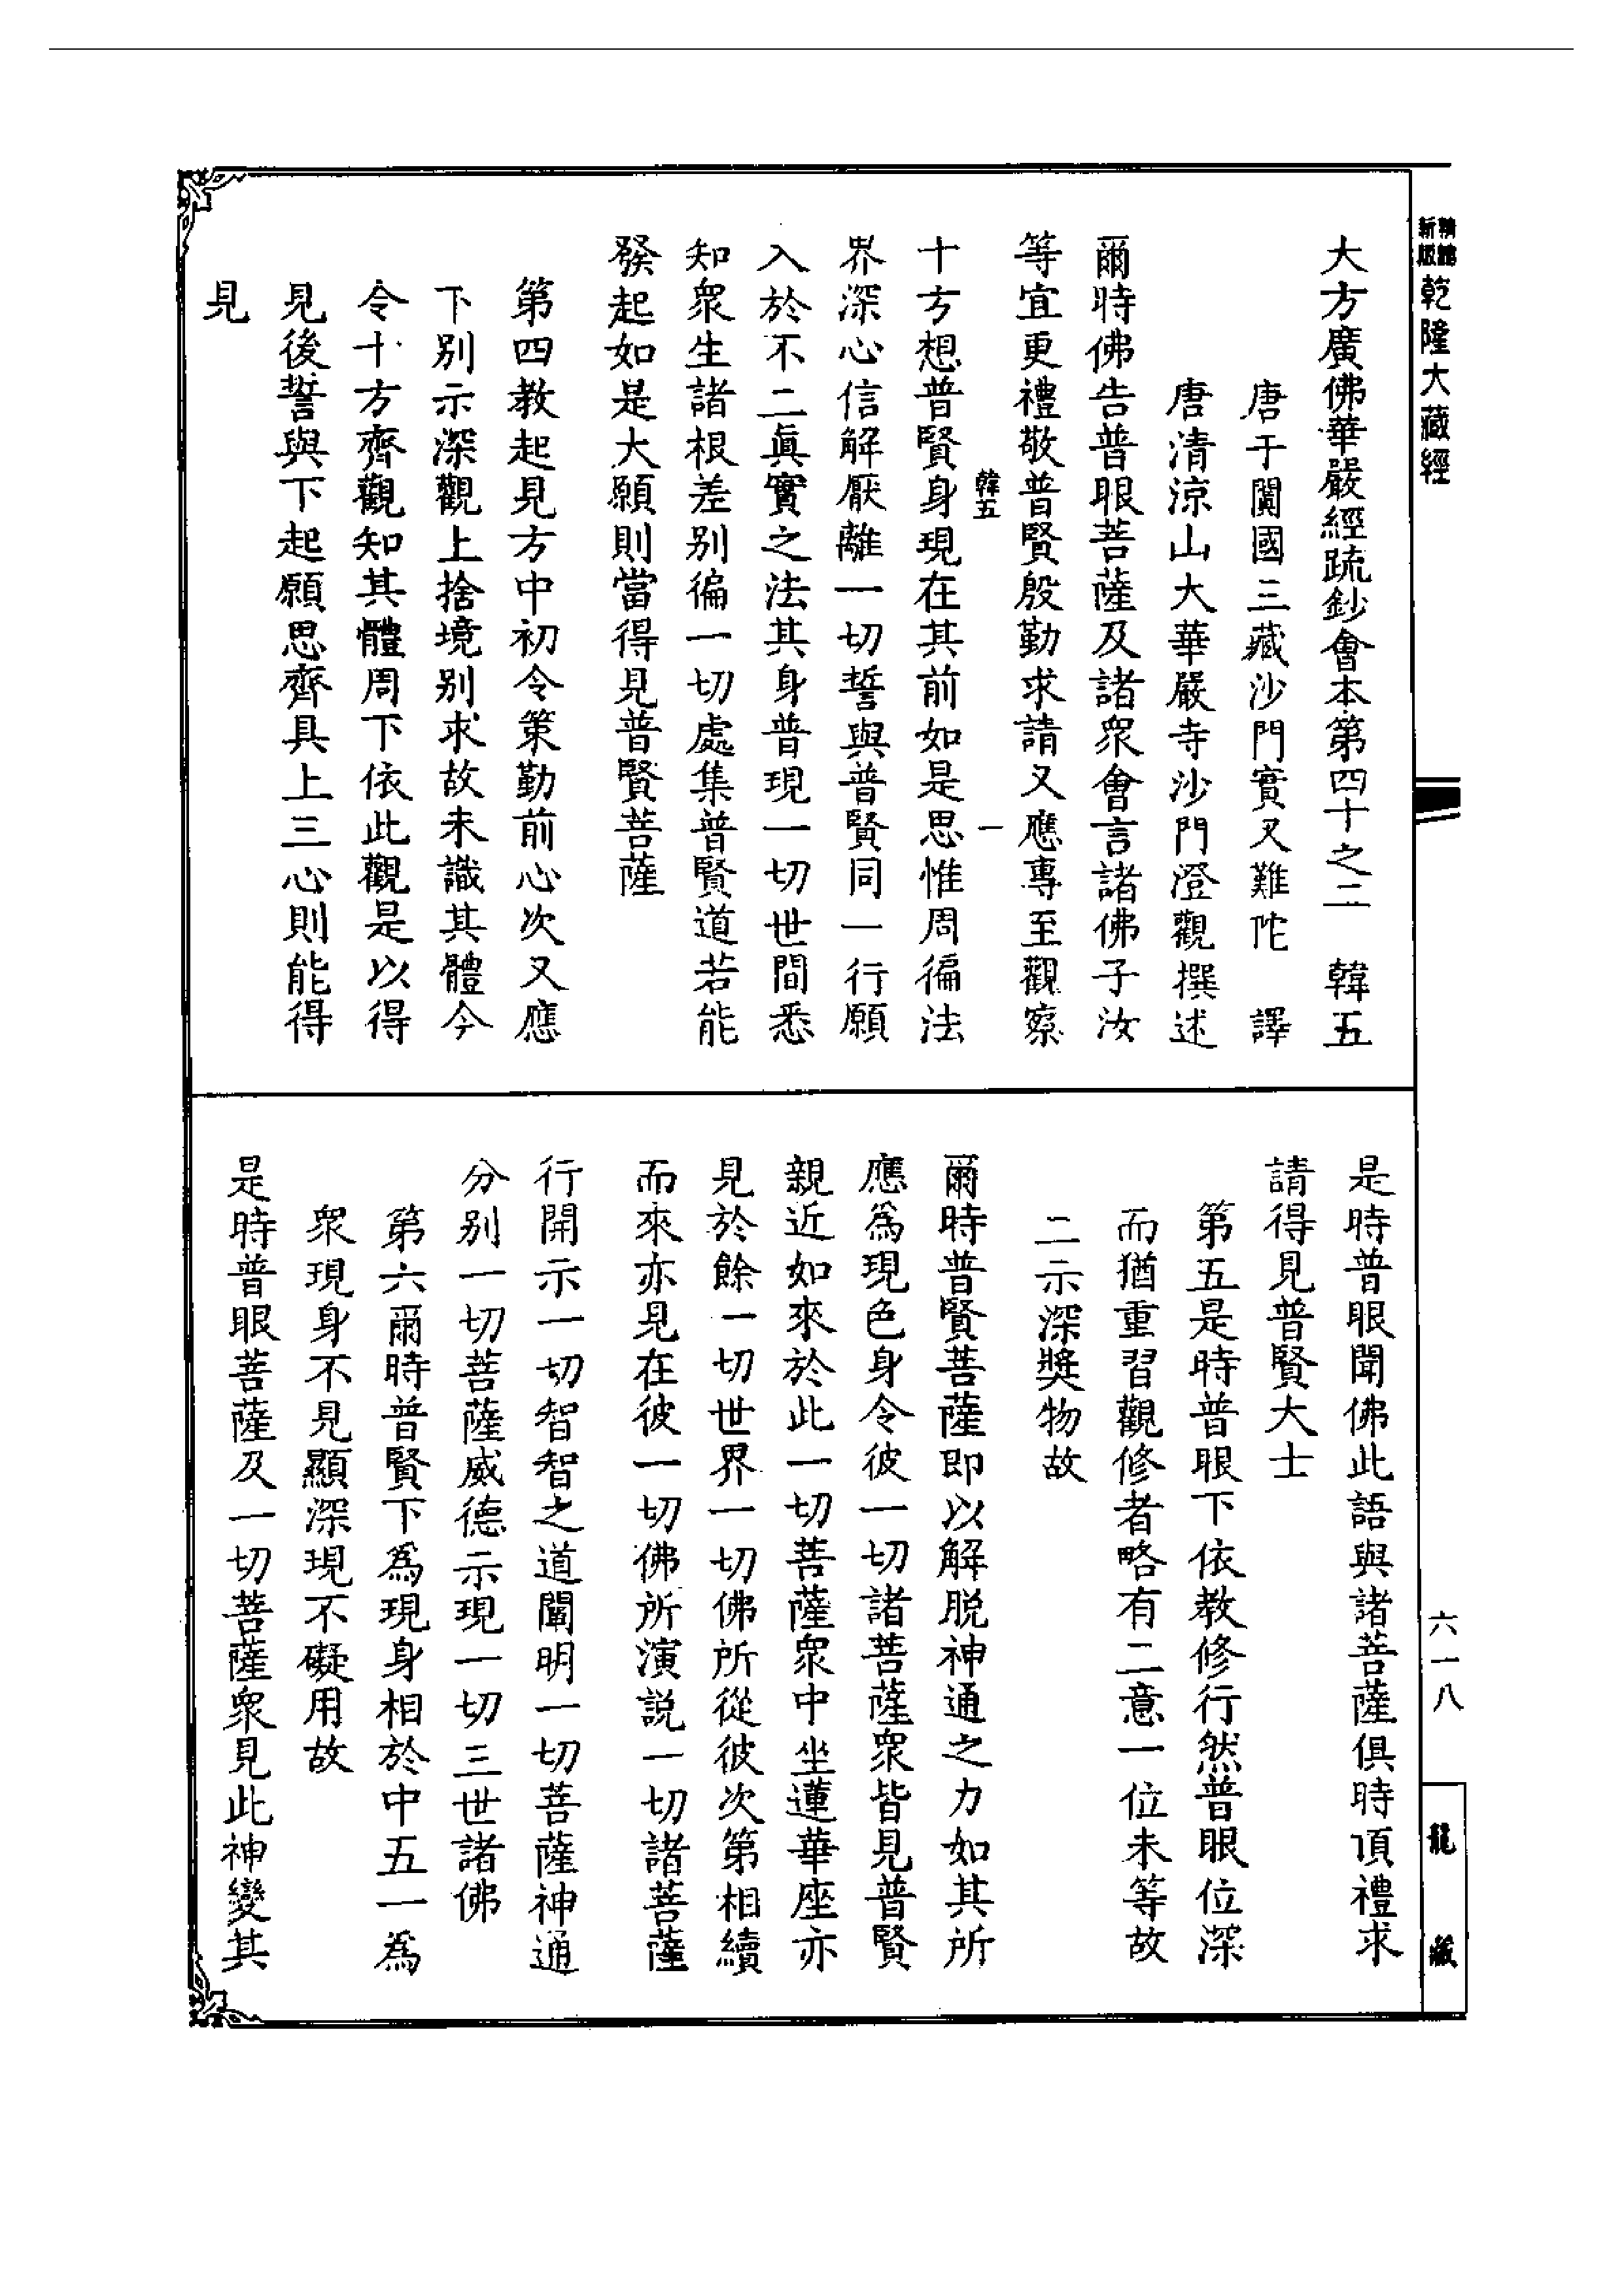 新版
精鐫
乾隆大藏經
大方廣佛華嚴經疏鈔會本第四十之二　韓五
唐于闐國三藏沙門實叉難陀　譯
唐清涼山大華嚴寺沙門澄觀撰述
爾時佛告普眼菩薩及諸衆會言諸佛子汝
等宜更禮敬普賢殷勤求請又應專至觀察
韓五　一
十方想普賢身現在其前如是思惟周徧法
界深心信解厭離一切誓與普賢同一行願
入於不二眞實之法其身普現一切世間悉
知衆生諸根差别徧一切處集普賢道若能
發起如是大願則當得見普賢菩薩
第四教起見方中初令策勤前心次又應
下别示深觀上捨境别求故未識其體今
令十方齊觀知其體周下依此觀是以得
見後誓與下起願思齊具上三心則能得
見
是時普眼聞佛此語與諸菩薩俱時頂禮求
請得見普賢大士
第五是時普眼下依教修行然普眼位深
而猶重習觀修者略有二意一位未等故
二示深獎物故
爾時普賢菩薩即以解脱神通之力如其所
應爲現色身令彼一切諸菩薩衆皆見普賢
親近如來於此一切菩薩衆中坐蓮華座亦
見於餘一切世界一切佛所從彼次第相續
而來亦見在彼一切佛所演説一切諸菩薩
行開示一切智智之道闡明一切菩薩神通
分别一切菩薩威德示現一切三世諸佛
第六爾時普賢下爲現身相於中五一爲
衆現身不見顯深現不礙用故
是時普眼菩薩及一切菩薩衆見此神變其
六一八
龍藏